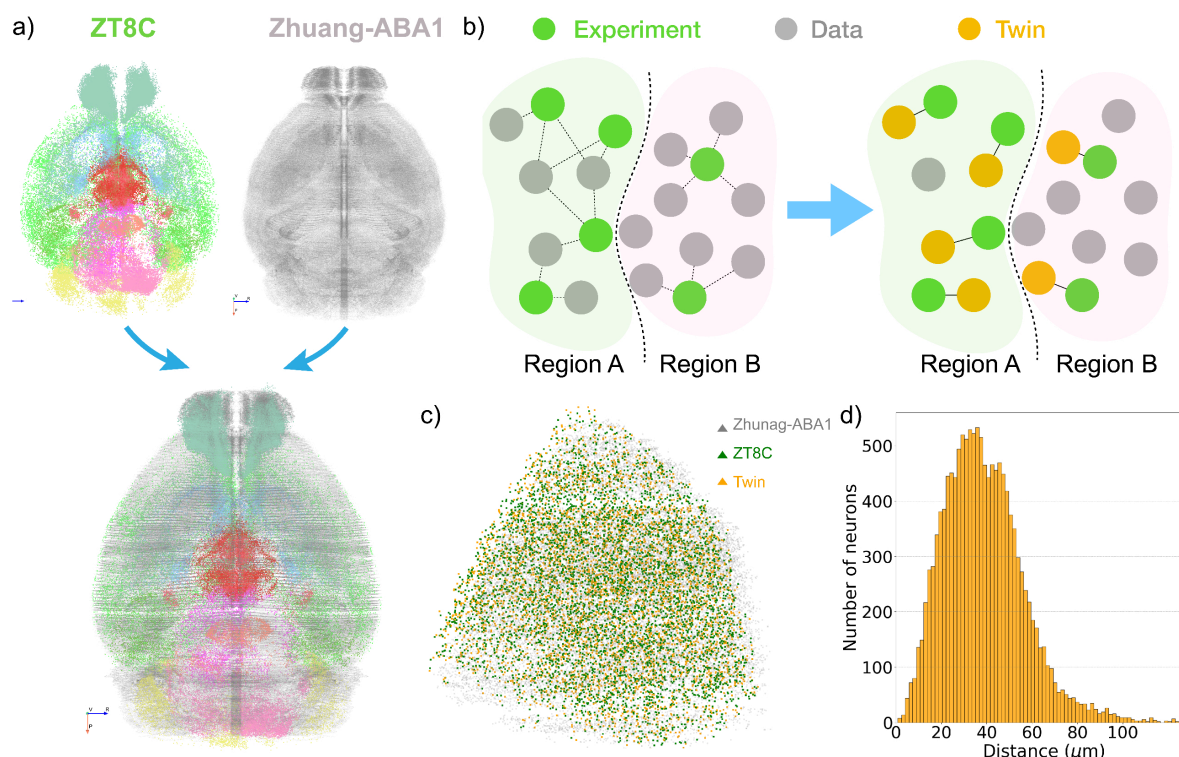 a)
ZT8C
Zhuang-ABA1
b)
Experiment
Data
Twin
V
R
P
Region A
Region B
Region A
Region B
V
R
P
c)
Zhunag-ABA1
ZT8C
Twin
d)
Number of neurons
500
400
300
200
100
0
0 20 40 60 80 100
Distance (μm)